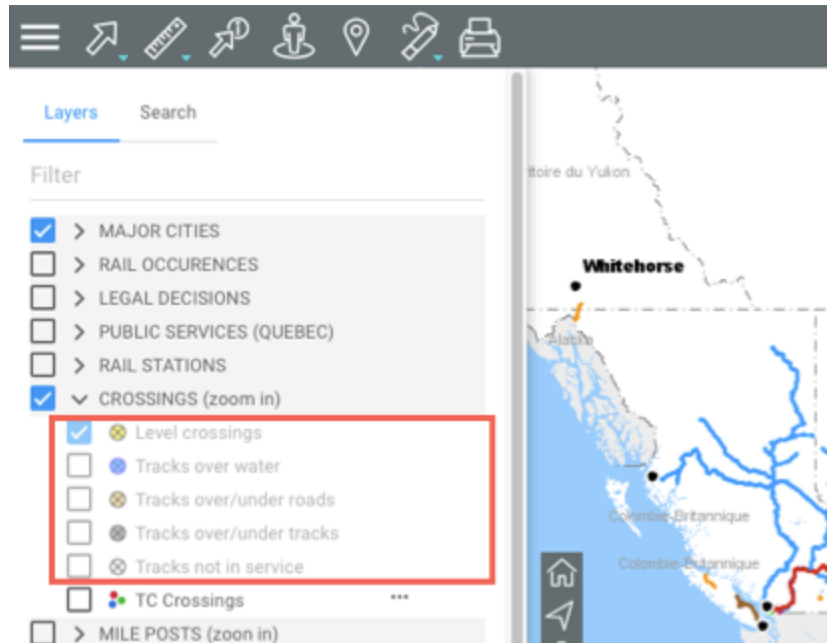 Layers
Search
Filter
MAJOR CITIES
RAIL OCCURENCES
LEGAL DECISIONS
PUBLIC SERVICES (QUEBEC)
RAIL STATIONS
CROSSINGS (zoom in)
Level crossings
Tracks over water
Tracks over/under roads
Tracks over/under tracks
Tracks not in service
TC Crossings
MILE POSTS (zoon in)
itoire du Yukon
Whitehorse
Alaska
Colombie-Britannique
Colombie-Britannique